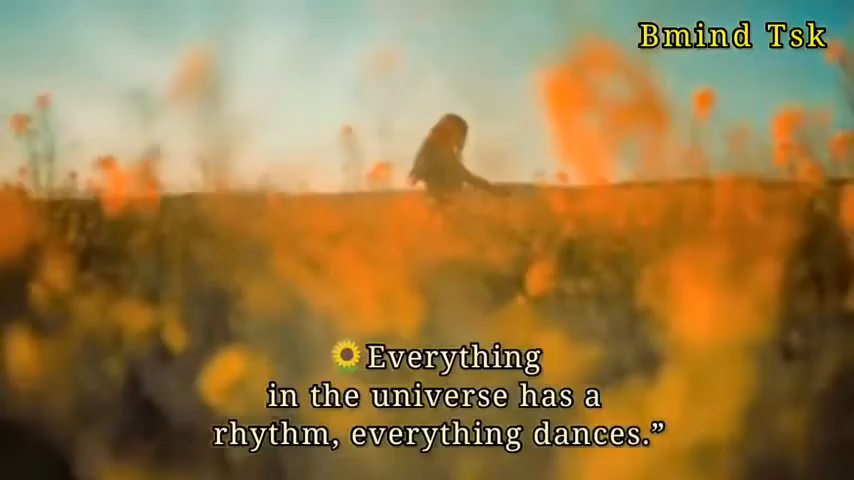 Bmind Tsk
🌻Everything
in the universe has a
rhythm, everything dances.”